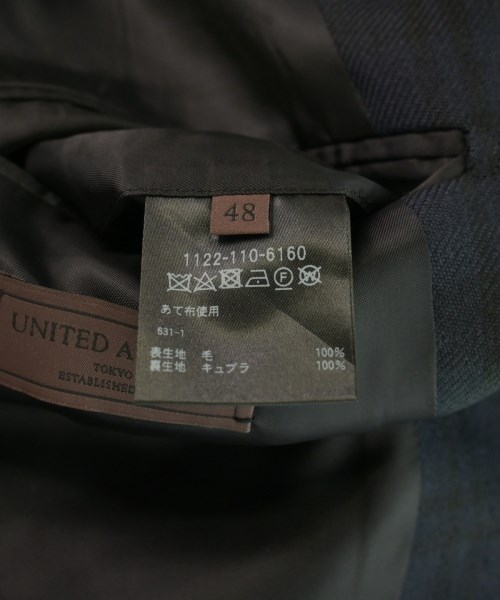 48
1122-110-6160
あて布使用
631-1
表生地 毛 100%
裏生地 キュプラ 100%
UNITED
TOKYO
ESTABLISHED